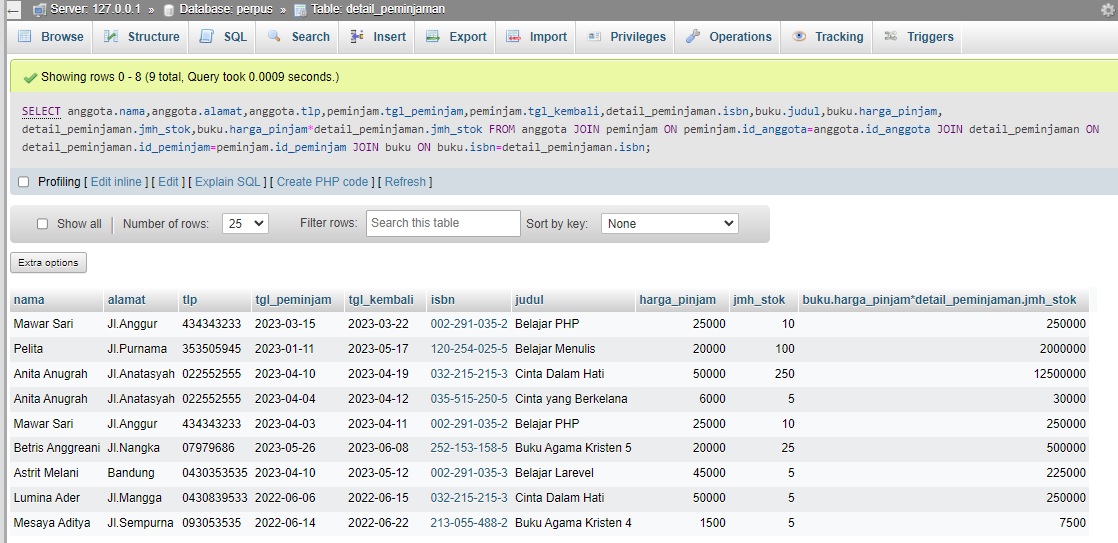 Server: 127.0.0.1 » Database: perpus » Table: detail_peminjaman
Browse Structure SQL Search Insert Export Import Privileges Operations Tracking Triggers
Showing rows 0 - 8 (9 total, Query took 0.0009 seconds.)
SELECT anggota.nama,anggota.alamat,anggota.tlp,peminjam.tgl_peminjam,peminjam.tgl_kembali,detail_peminjaman.isbn,buku.judul,buku.harga_pinjam,
detail_peminjaman.jmh_stok,buku.harga_pinjam*detail_peminjaman.jmh_stok FROM anggota JOIN peminjam ON peminjam.id_anggota=anggota.id_anggota JOIN detail_peminjaman ON
detail_peminjaman.id_peminjam=peminjam.id_peminjam JOIN buku ON buku.isbn=detail_peminjaman.isbn;
Profiling [ Edit inline ] [ Edit ] [ Explain SQL ] [ Create PHP code ] [ Refresh ]
Show all Number of rows: 25 Filter rows: Search this table Sort by key: None
Extra options
nama alamat tlp tgl_peminjam tgl_kembali isbn judul harga_pinjam jmh_stok buku.harga_pinjam*detail_peminjaman.jmh_stok
Mawar Sari Jl.Anggur 434343233 2023-03-15 2023-03-22 002-291-035-2 Belajar PHP 25000 10 250000
Pelita Jl.Purnama 353505945 2023-01-11 2023-05-17 120-254-025-5 Belajar Menulis 20000 100 2000000
Anita Anugrah Jl.Anatasyah 022552555 2023-04-10 2023-04-19 032-215-215-3 Cinta Dalam Hati 50000 250 12500000
Anita Anugrah Jl.Anatasyah 022552555 2023-04-04 2023-04-12 035-515-250-5 Cinta yang Berkelana 6000 5 30000
Mawar Sari Jl.Anggur 434343233 2023-04-03 2023-04-11 002-291-035-2 Belajar PHP 25000 10 250000
Betris Anggreani Jl.Nangka 07979686 2023-05-26 2023-06-08 252-153-158-5 Buku Agama Kristen 5 20000 25 500000
Astrit Melani Bandung 0430353535 2023-04-10 2023-05-12 002-291-035-3 Belajar Larevel 45000 5 225000
Lumina Ader Jl.Mangga 0430839533 2022-06-06 2022-06-15 032-215-215-3 Cinta Dalam Hati 50000 5 250000
Mesaya Aditya Jl.Sempurna 093053535 2022-06-14 2022-06-22 213-055-488-2 Buku Agama Kristen 4 1500 5 7500